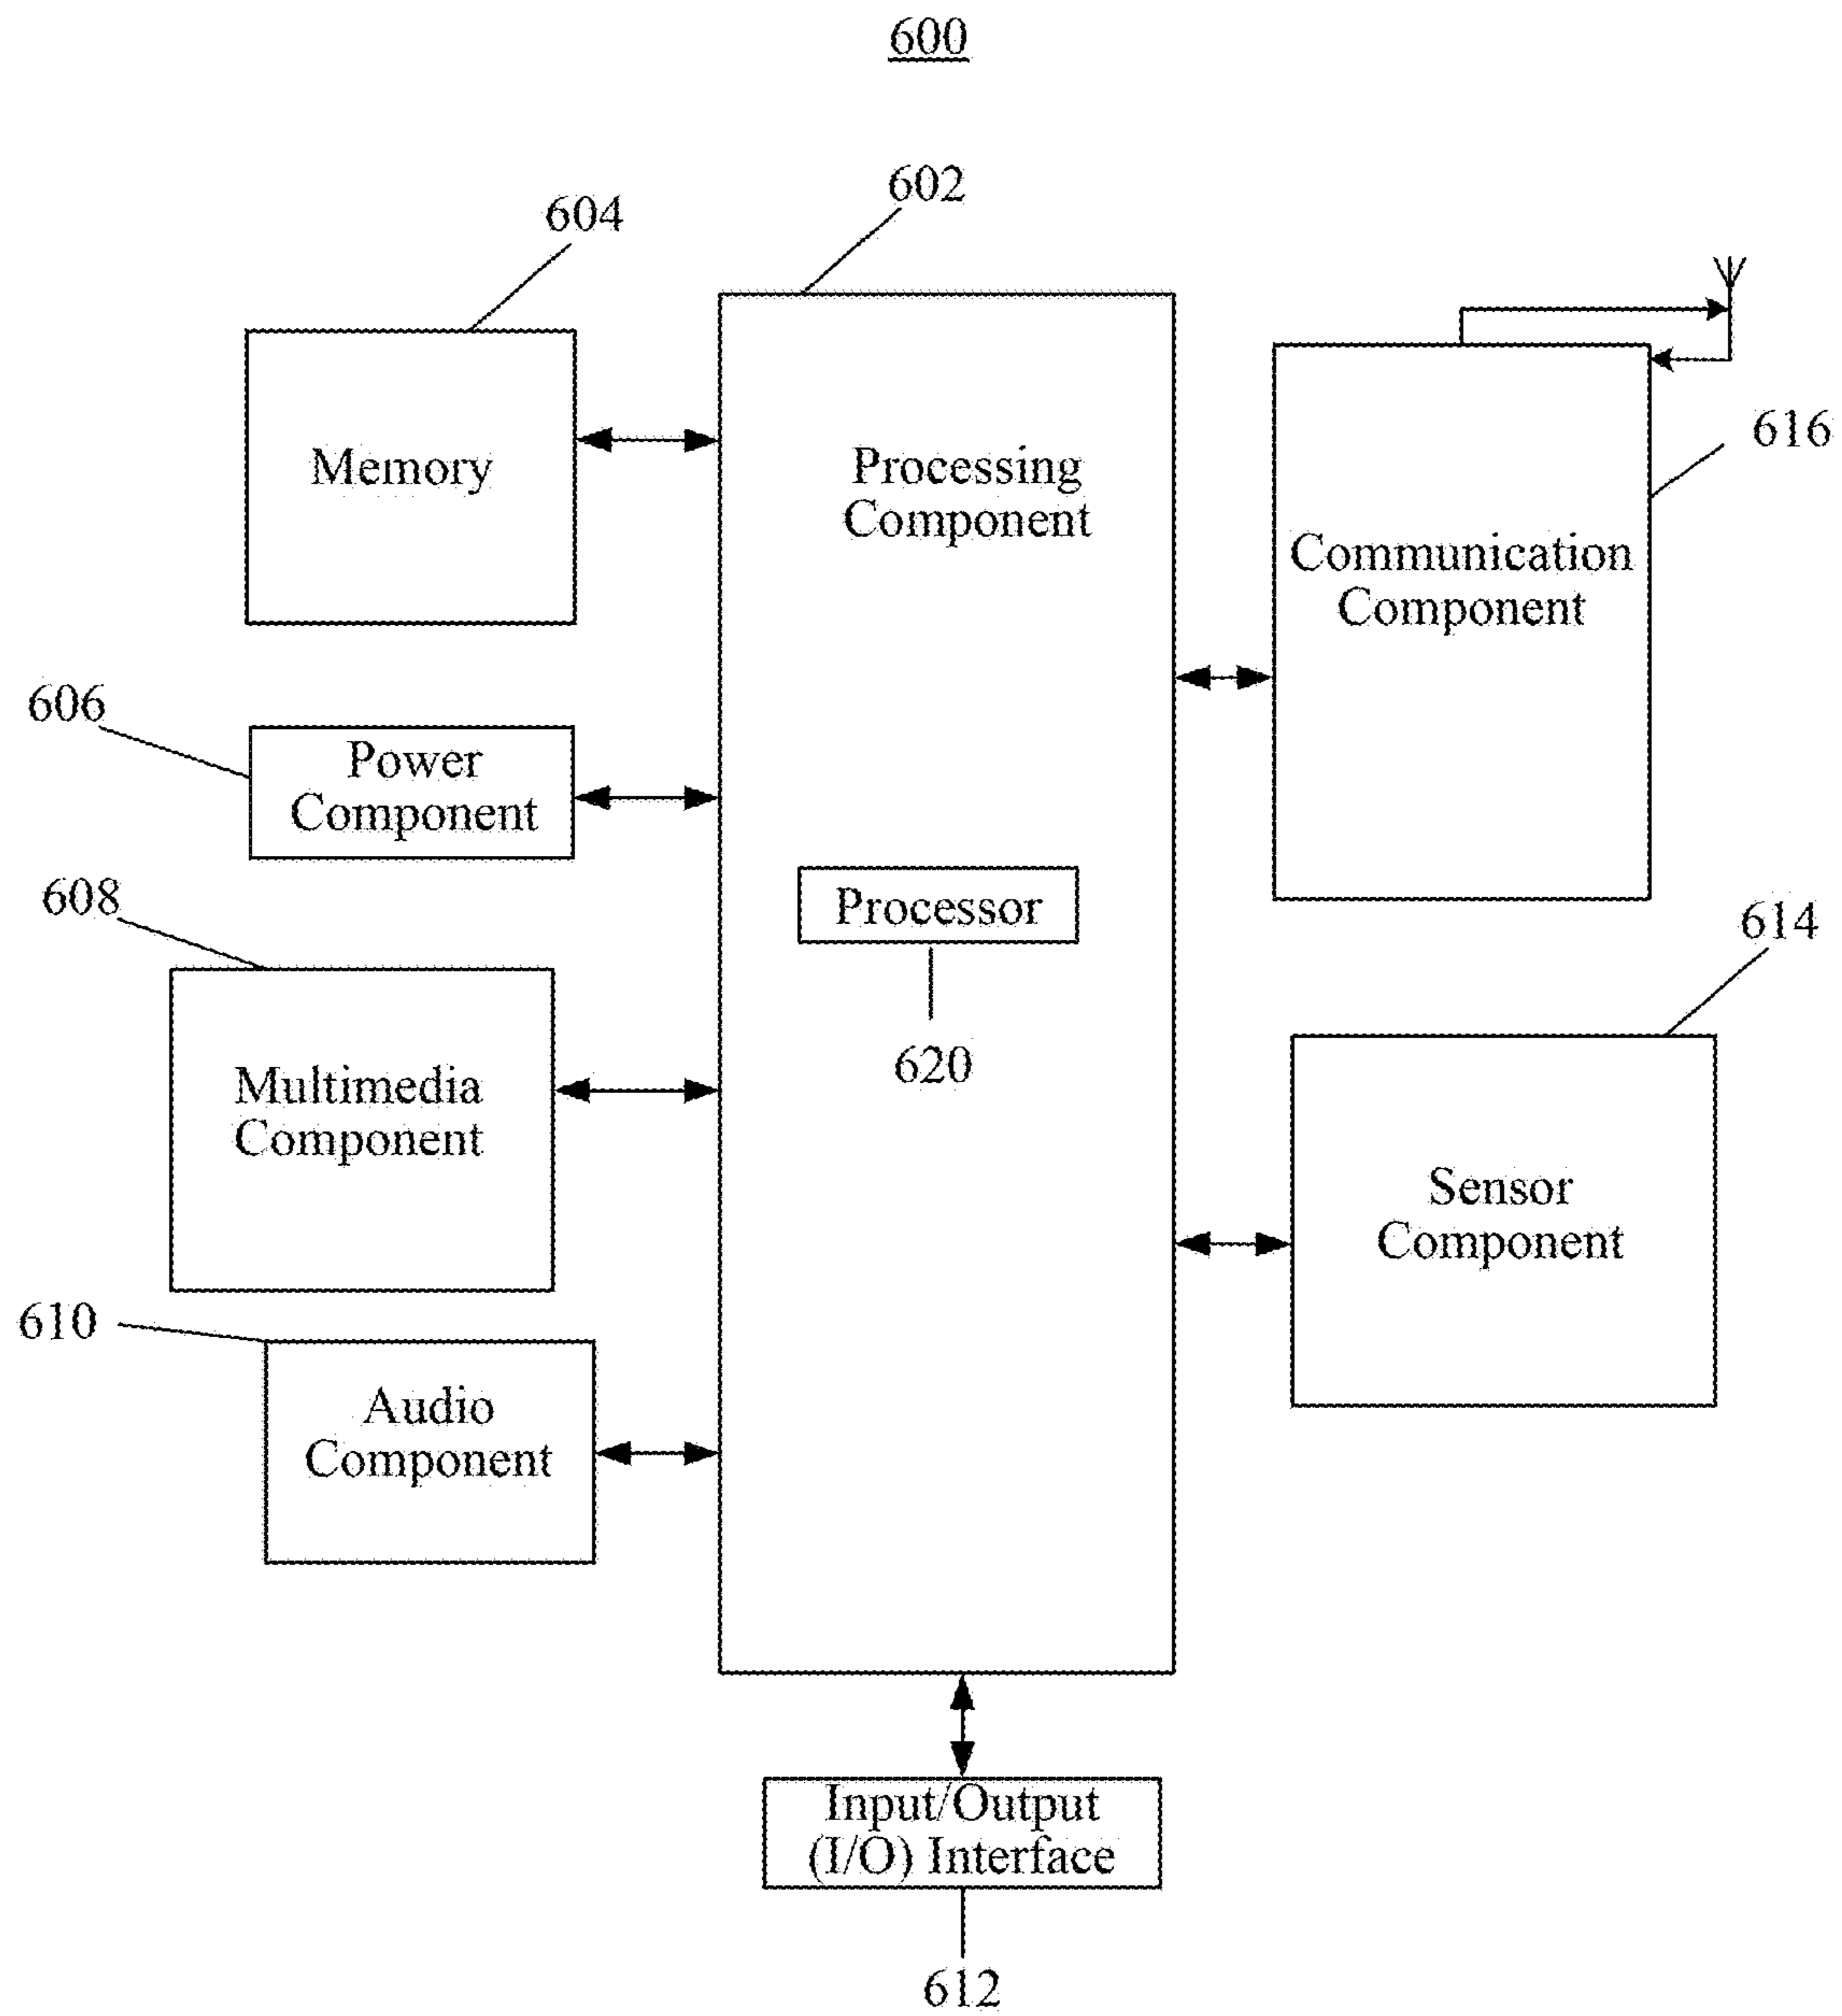 600
602
604
Memory
Processing
Component
616
Communication
Component
606
Power
Component
608
Processor
614
620
Multimedia
Component
Sensor
Component
610
Audio
Component
Input/Output
(I/O) Interface
612